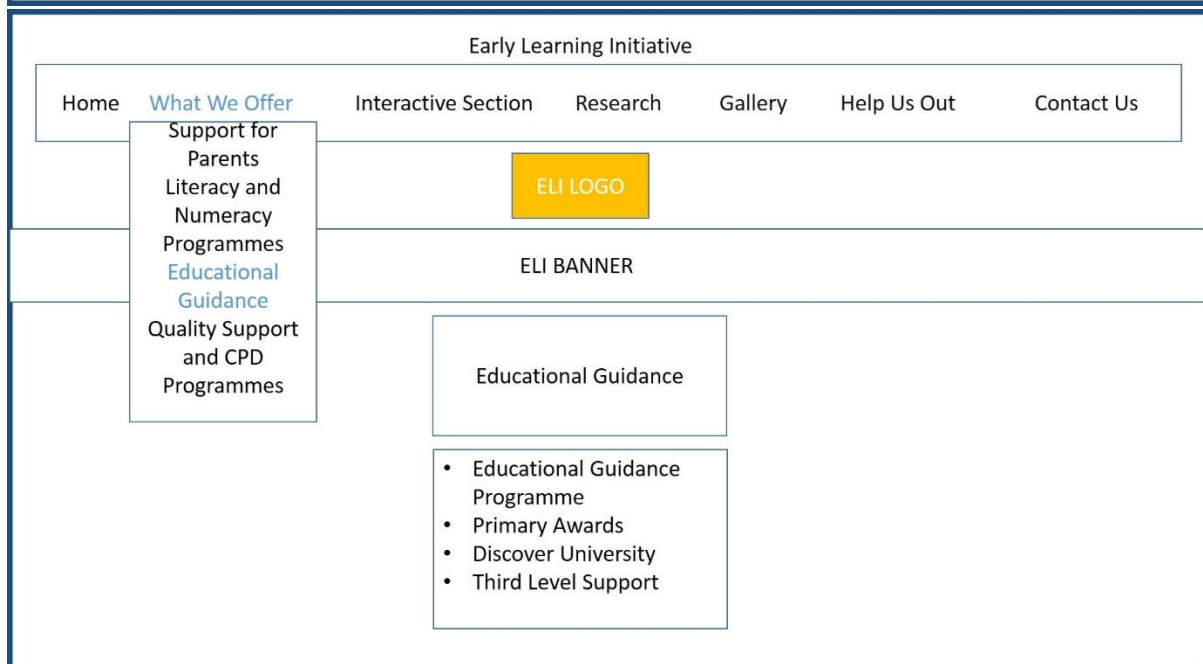 Early Learning Initiative
Home What We Offer Interactive Section Research Gallery Help Us Out Contact Us
Support for
Parents
Literacy and
Numeracy
Programmes
Educational
Guidance
Quality Support
and CPD
Programmes
ELI LOGO
ELI BANNER
Educational Guidance
• Educational Guidance
Programme
• Primary Awards
• Discover University
• Third Level Support